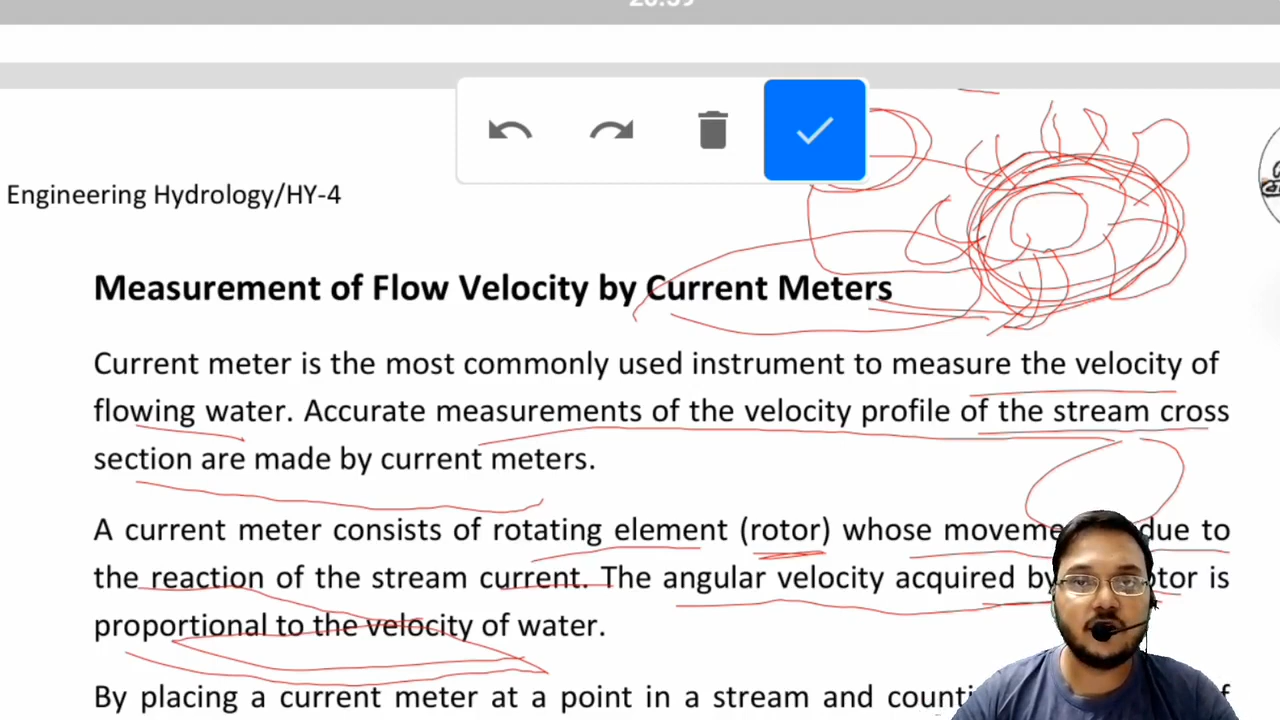 Engineering Hydrology/HY-4
Measurement of Flow Velocity by Current Meters
Current meter is the most commonly used instrument to measure the velocity of
flowing water. Accurate measurements of the velocity profile of the stream cross
section are made by current meters.
A current meter consists of rotating element (rotor) whose due to
the reaction of the stream current. The angular velocity acquired by is
proportional to the velocity of water.
By placing a current meter at a point in a stream and